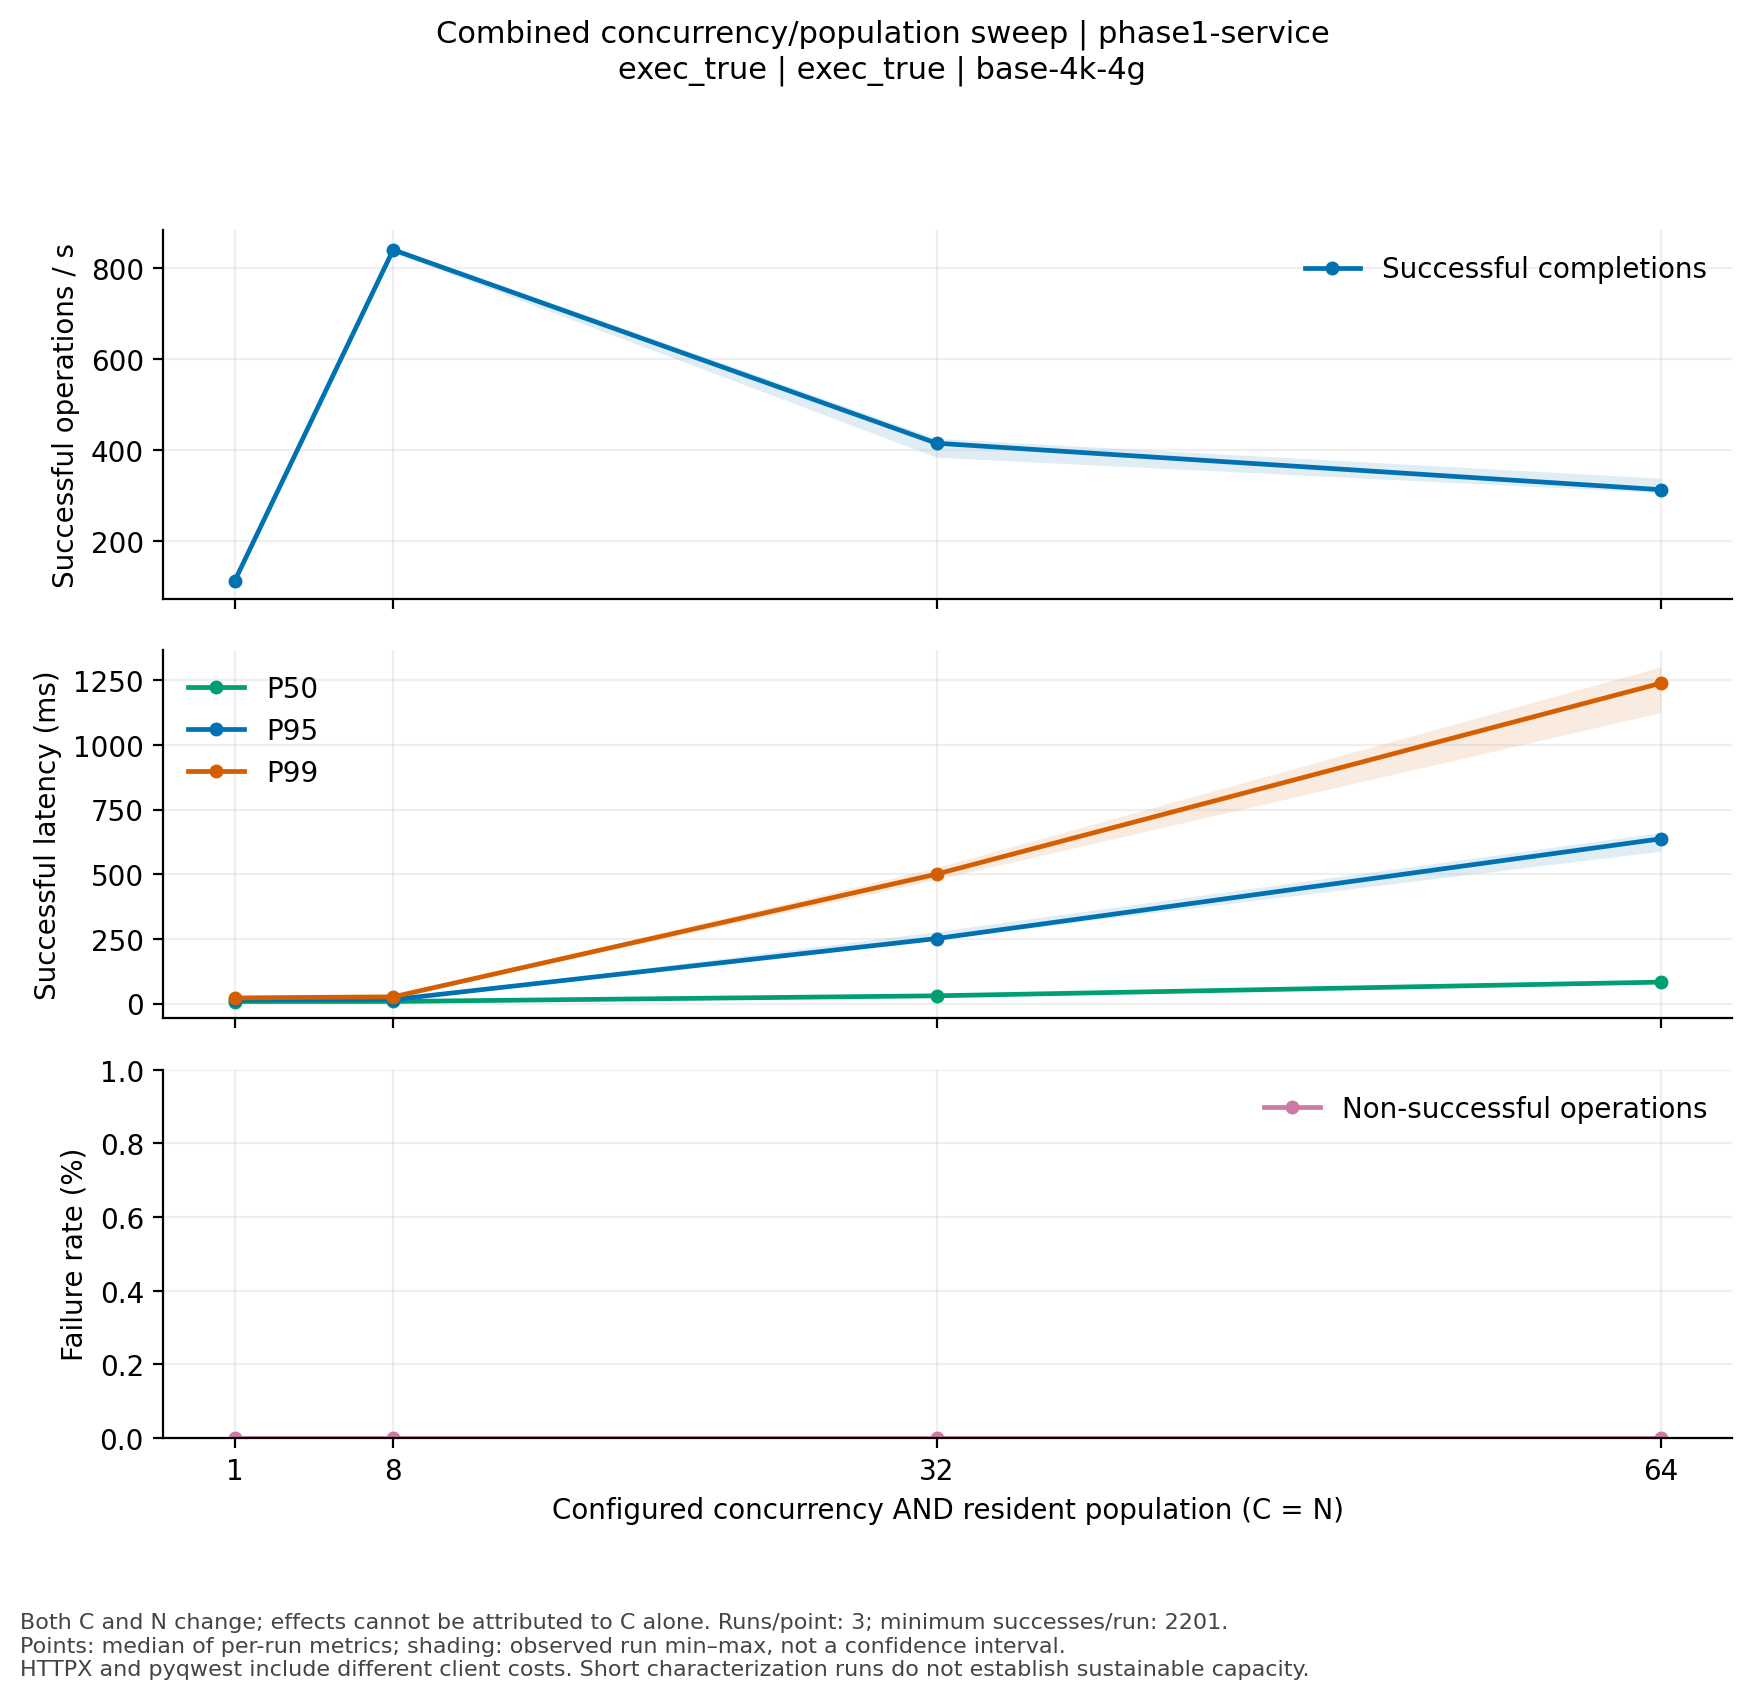 Combined concurrency/population sweep | phase1-service
exec_true | exec_true | base-4k-4g
Successful operations / s
800
600
400
200
Successful completions
Successful latency (ms)
1250
1000
750
500
250
0
P50
P95
P99
Failure rate (%)
1.0
0.8
0.6
0.4
0.2
0.0
Non-successful operations
1 8 32 64
Configured concurrency AND resident population (C = N)
Both C and N change; effects cannot be attributed to C alone. Runs/point: 3; minimum successes/run: 2201.
Points: median of per-run metrics; shading: observed run min–max, not a confidence interval.
HTTPX and pyqwest include different client costs. Short characterization runs do not establish sustainable capacity.